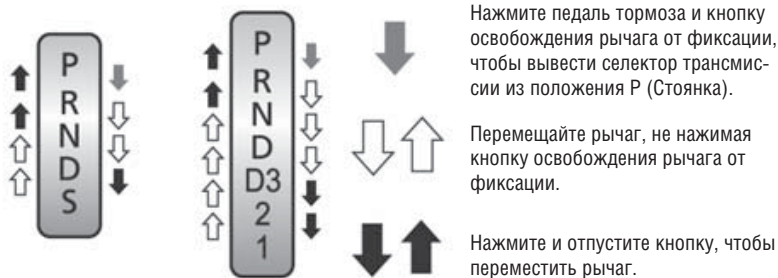 P
R
N
D
S
P
R
N
D
D3
2
1
Нажмите педаль тормоза и кнопку
освобождения рычага от фиксации,
чтобы вывести селектор трансмис-
сии из положения P (Стоянка).
Перемещайте рычаг, не нажимая
кнопку освобождения рычага от
фиксации.
Нажмите и отпустите кнопку, чтобы
переместить рычаг.